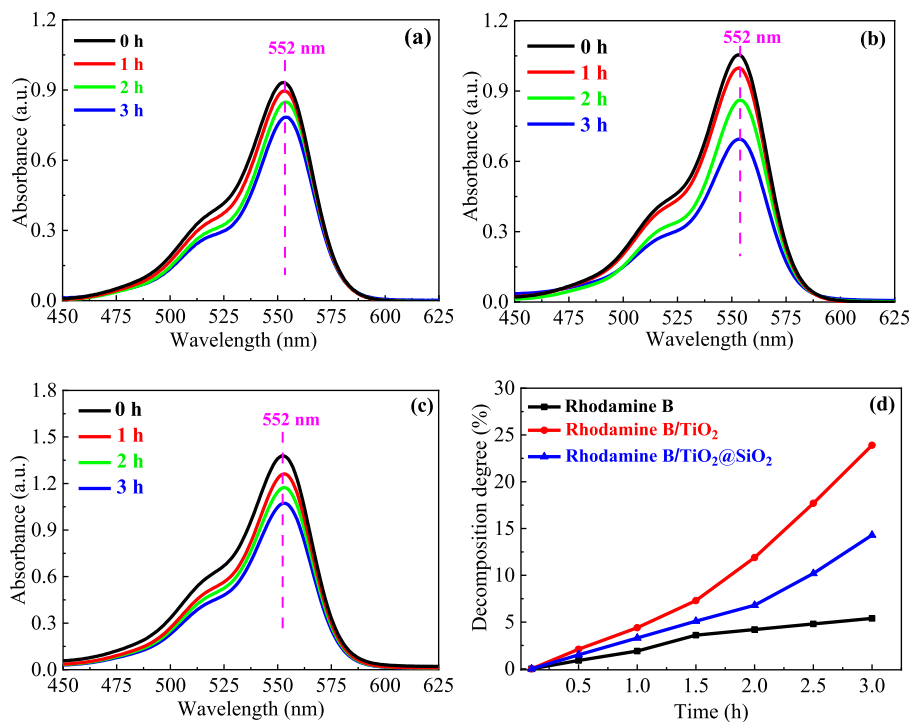 (a)
552 nm
0 h
1 h
2 h
3 h
1.2
0.9
0.6
0.3
0.0
450 475 500 525 550 575 600 625
Absorbance (a.u.)
Wavelength (nm)
(b)
552 nm
0 h
1 h
2 h
3 h
1.2
0.9
0.6
0.3
0.0
450 475 500 525 550 575 600 625
Absorbance (a.u.)
Wavelength (nm)
(c)
552 nm
0 h
1 h
2 h
3 h
1.8
1.5
1.2
0.9
0.6
0.3
0.0
450 475 500 525 550 575 600 625
Absorbance (a.u.)
Wavelength (nm)
(d)
Rhodamine B
Rhodamine B/TiO₂
Rhodamine B/TiO₂@SiO₂
30
25
20
15
10
5
0
0.5 1.0 1.5 2.0 2.5 3.0
Decomposition degree (%)
Time (h)